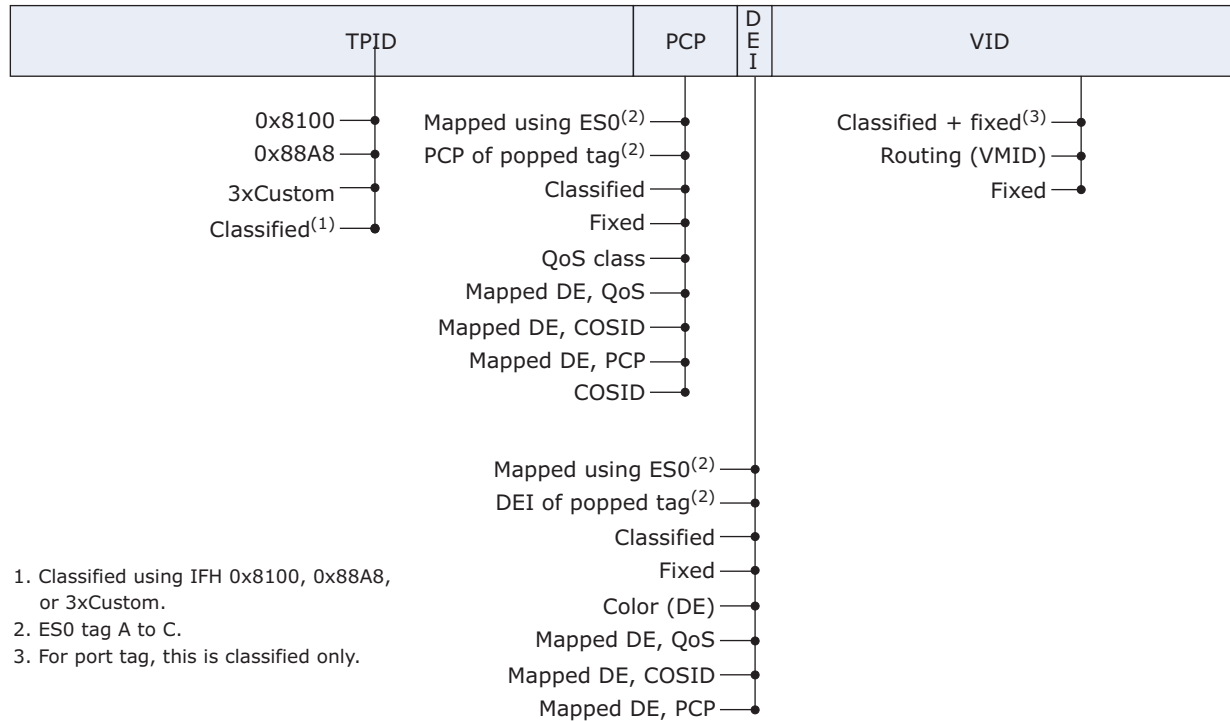 TPID
PCP
DEI
VID
0x8100
0x88A8
3xCustom
Classified(1)
Mapped using ES0(2)
PCP of popped tag(2)
Classified
Fixed
QoS class
Mapped DE, QoS
Mapped DE, COSID
Mapped DE, PCP
COSID
Classified + fixed(3)
Routing (VMID)
Fixed
Mapped using ES0(2)
DEI of popped tag(2)
Classified
Fixed
Color (DE)
Mapped DE, QoS
Mapped DE, COSID
Mapped DE, PCP
1. Classified using IFH 0x8100, 0x88A8,
or 3xCustom.
2. ES0 tag A to C.
3. For port tag, this is classified only.